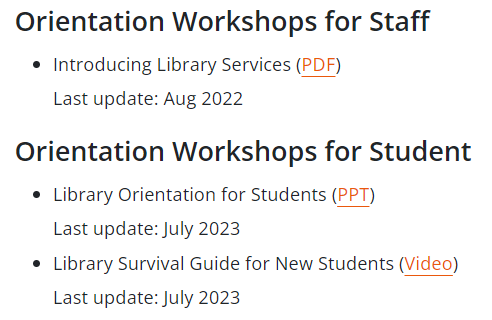 Orientation Workshops for Staff
• Introducing Library Services (PDF)
Last update: Aug 2022
Orientation Workshops for Student
• Library Orientation for Students (PPT)
Last update: July 2023
• Library Survival Guide for New Students (Video)
Last update: July 2023